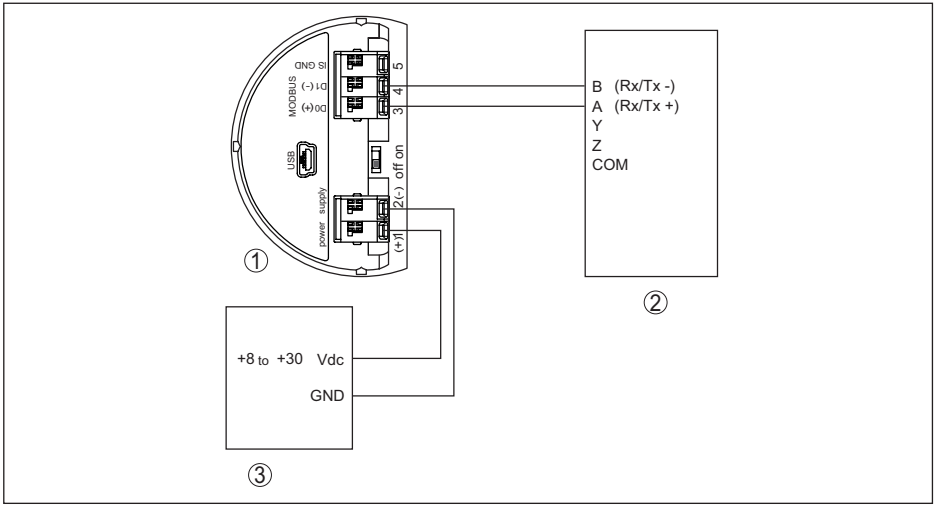 IS GND
5
MODBUS
D1 (-)
4
D0(+)
3
B (Rx/Tx -)
A (Rx/Tx +)
Y
Z
COM
USB
off on
power supply
2(-)
(+)1
1
2
+8 to +30 Vdc
GND
3